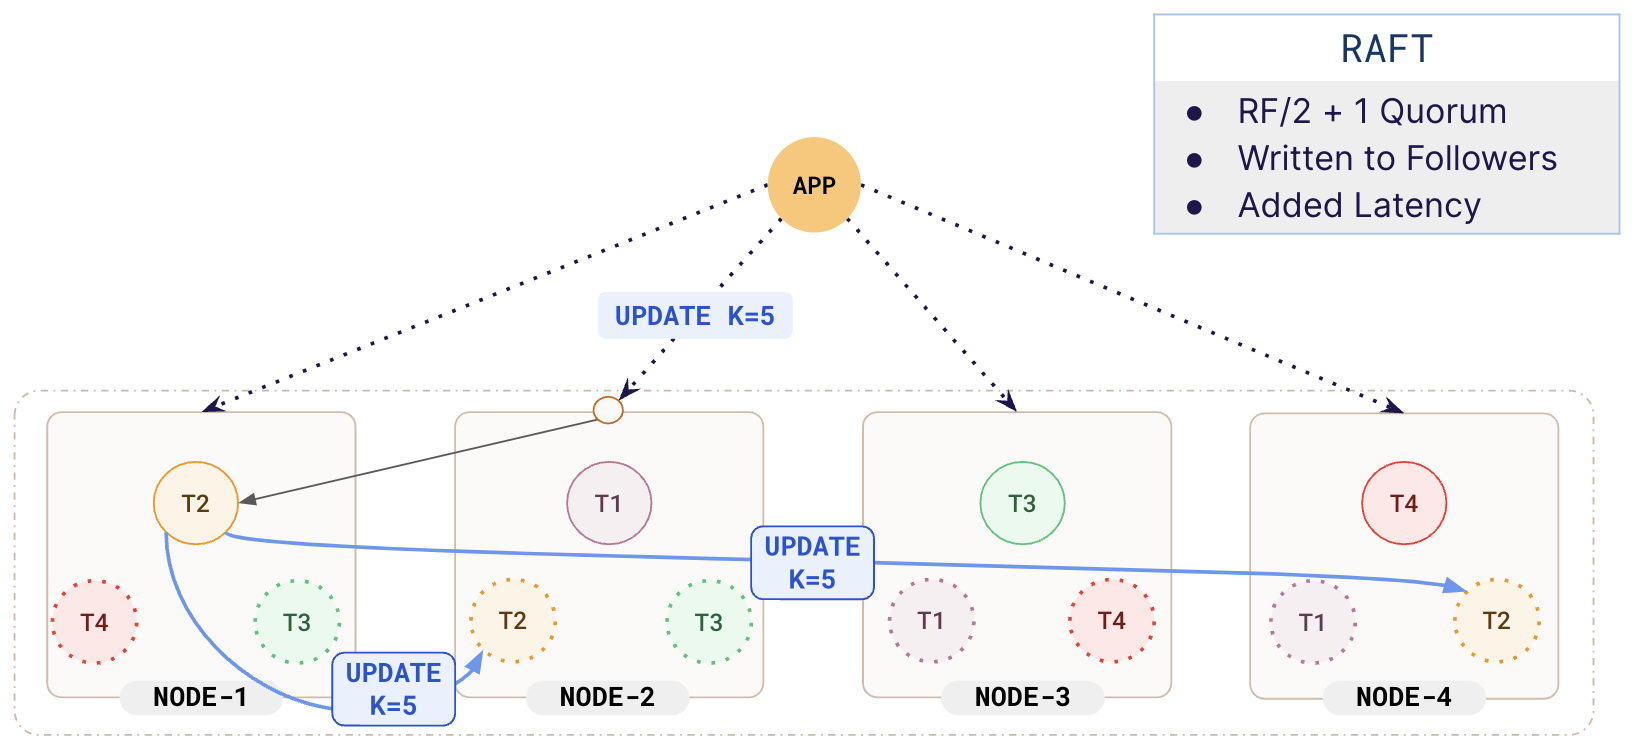 RAFT
● RF/2 + 1 Quorum
● Written to Followers
● Added Latency
APP
UPDATE K=5
T2
T1
T3
T4
UPDATE
K=5
T4
T3
T2
T3
T1
T4
T1
T2
UPDATE
K=5
NODE-1
NODE-2
NODE-3
NODE-4